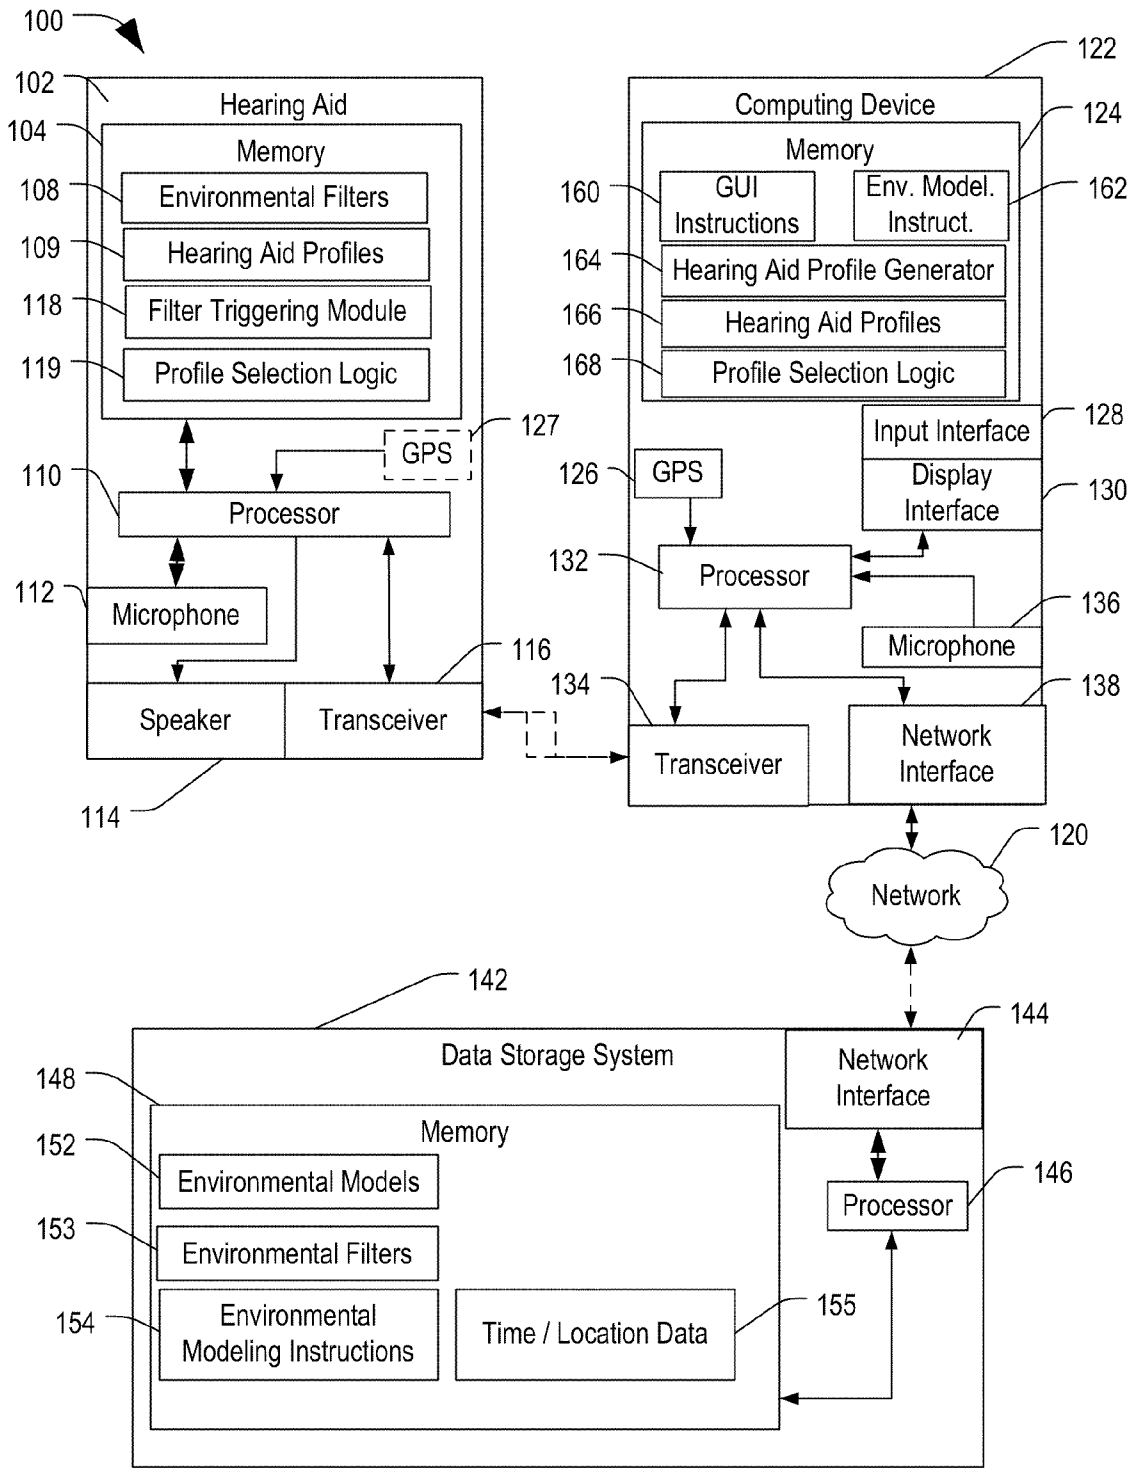 100
102
Hearing Aid
104
Memory
108
Environmental Filters
109
Hearing Aid Profiles
118
Filter Triggering Module
119
Profile Selection Logic
127
GPS
110
Processor
112
Microphone
116
Speaker
Transceiver
114
122
Computing Device
124
Memory
160
GUI
Instructions
Env. Model.
Instruct.
162
164
Hearing Aid Profile Generator
166
Hearing Aid Profiles
168
Profile Selection Logic
128
Input Interface
126
GPS
Display
Interface
130
132
Processor
136
Microphone
134
138
Transceiver
Network
Interface
120
Network
142
Data Storage System
144
Network
Interface
148
Memory
152
Environmental Models
146
Processor
153
Environmental Filters
154
Environmental
Modeling Instructions
155
Time / Location Data